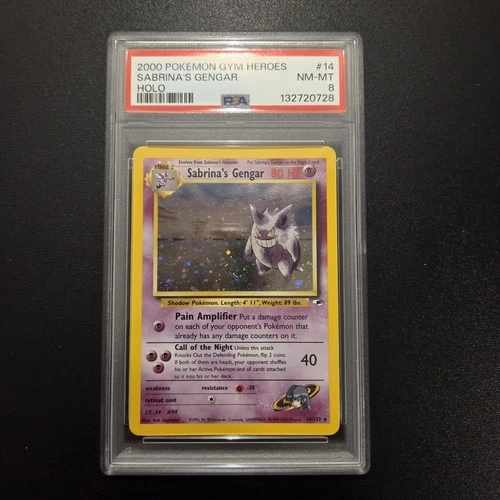 2000 POKEMON GYM HEROES #14
SABRINA'S GENGAR NM-MT
HOLO 8
PSA 132720728
Evolves from Sabrina's Haunter Put Sabrina's Gengar on the Stage 1 card
STAGE 2
Sabrina's Gengar 80 HP
Shadow Pokémon. Length: 4' 11", Weight: 89 lbs.
Pain Amplifier Put a damage counter
on each of your opponent's Pokémon that
already has any damage counters on it.
Call of the Night Unless this attack
Knocks Out the Defending Pokémon, flip 2 coins.
If both of them are heads, your opponent shuffles
his or her Active Pokémon and all cards attached
to it into his or her deck.
40
weakness resistance -30
retreat cost
LV. 39 #94
14/132